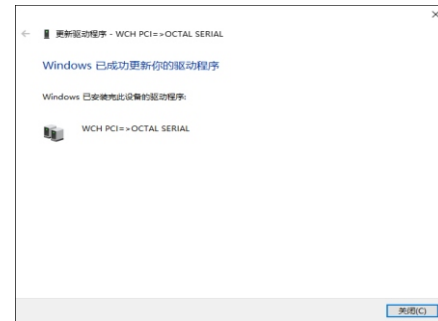 更新驱动程序 - WCH PCI=>OCTAL SERIAL
Windows 已成功更新你的驱动程序
Windows 已安装完此设备的驱动程序:
WCH PCI=>OCTAL SERIAL
关闭(C)